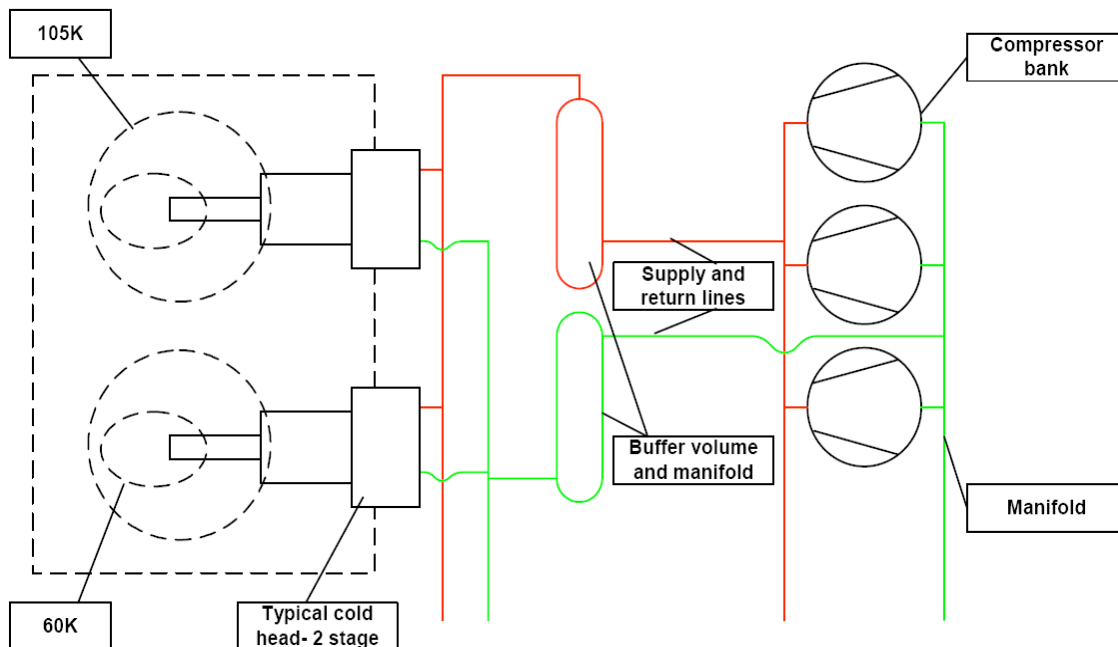 105K
Compressor
bank
Supply and
return lines
Buffer volume
and manifold
Manifold
60K
Typical cold
head- 2 stage